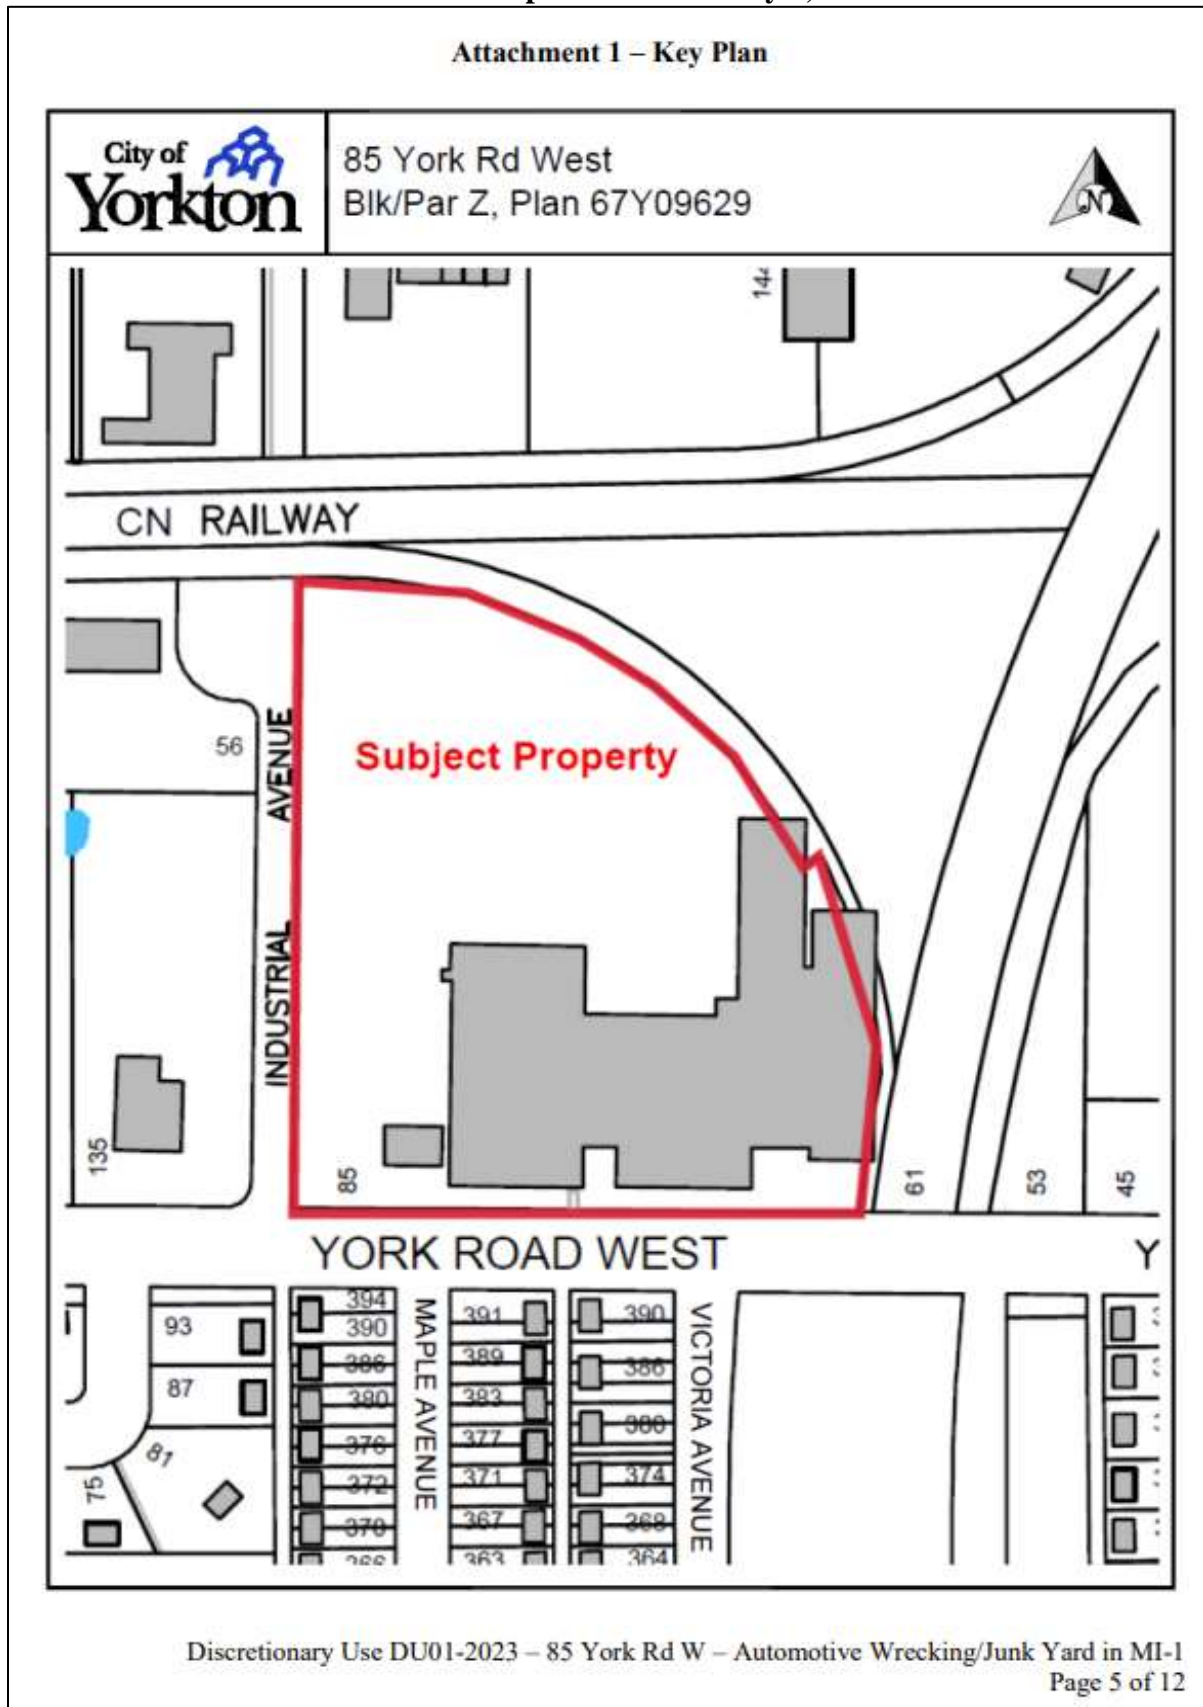 Attachment 1 – Key Plan
City of
Yorkton
85 York Rd West
Blk/Par Z, Plan 67Y09629
N
144
CN RAILWAY
56
INDUSTRIAL AVENUE
Subject Property
135
85
61
53
45
YORK ROAD WEST
Y
93
87
81
75
394
390
386
380
376
372
370
366
MAPLE AVENUE
391
389
383
377
371
367
363
390
386
380
374
368
364
VICTORIA AVENUE
Discretionary Use DU01-2023 – 85 York Rd W – Automotive Wrecking/Junk Yard in MI-1
Page 5 of 12